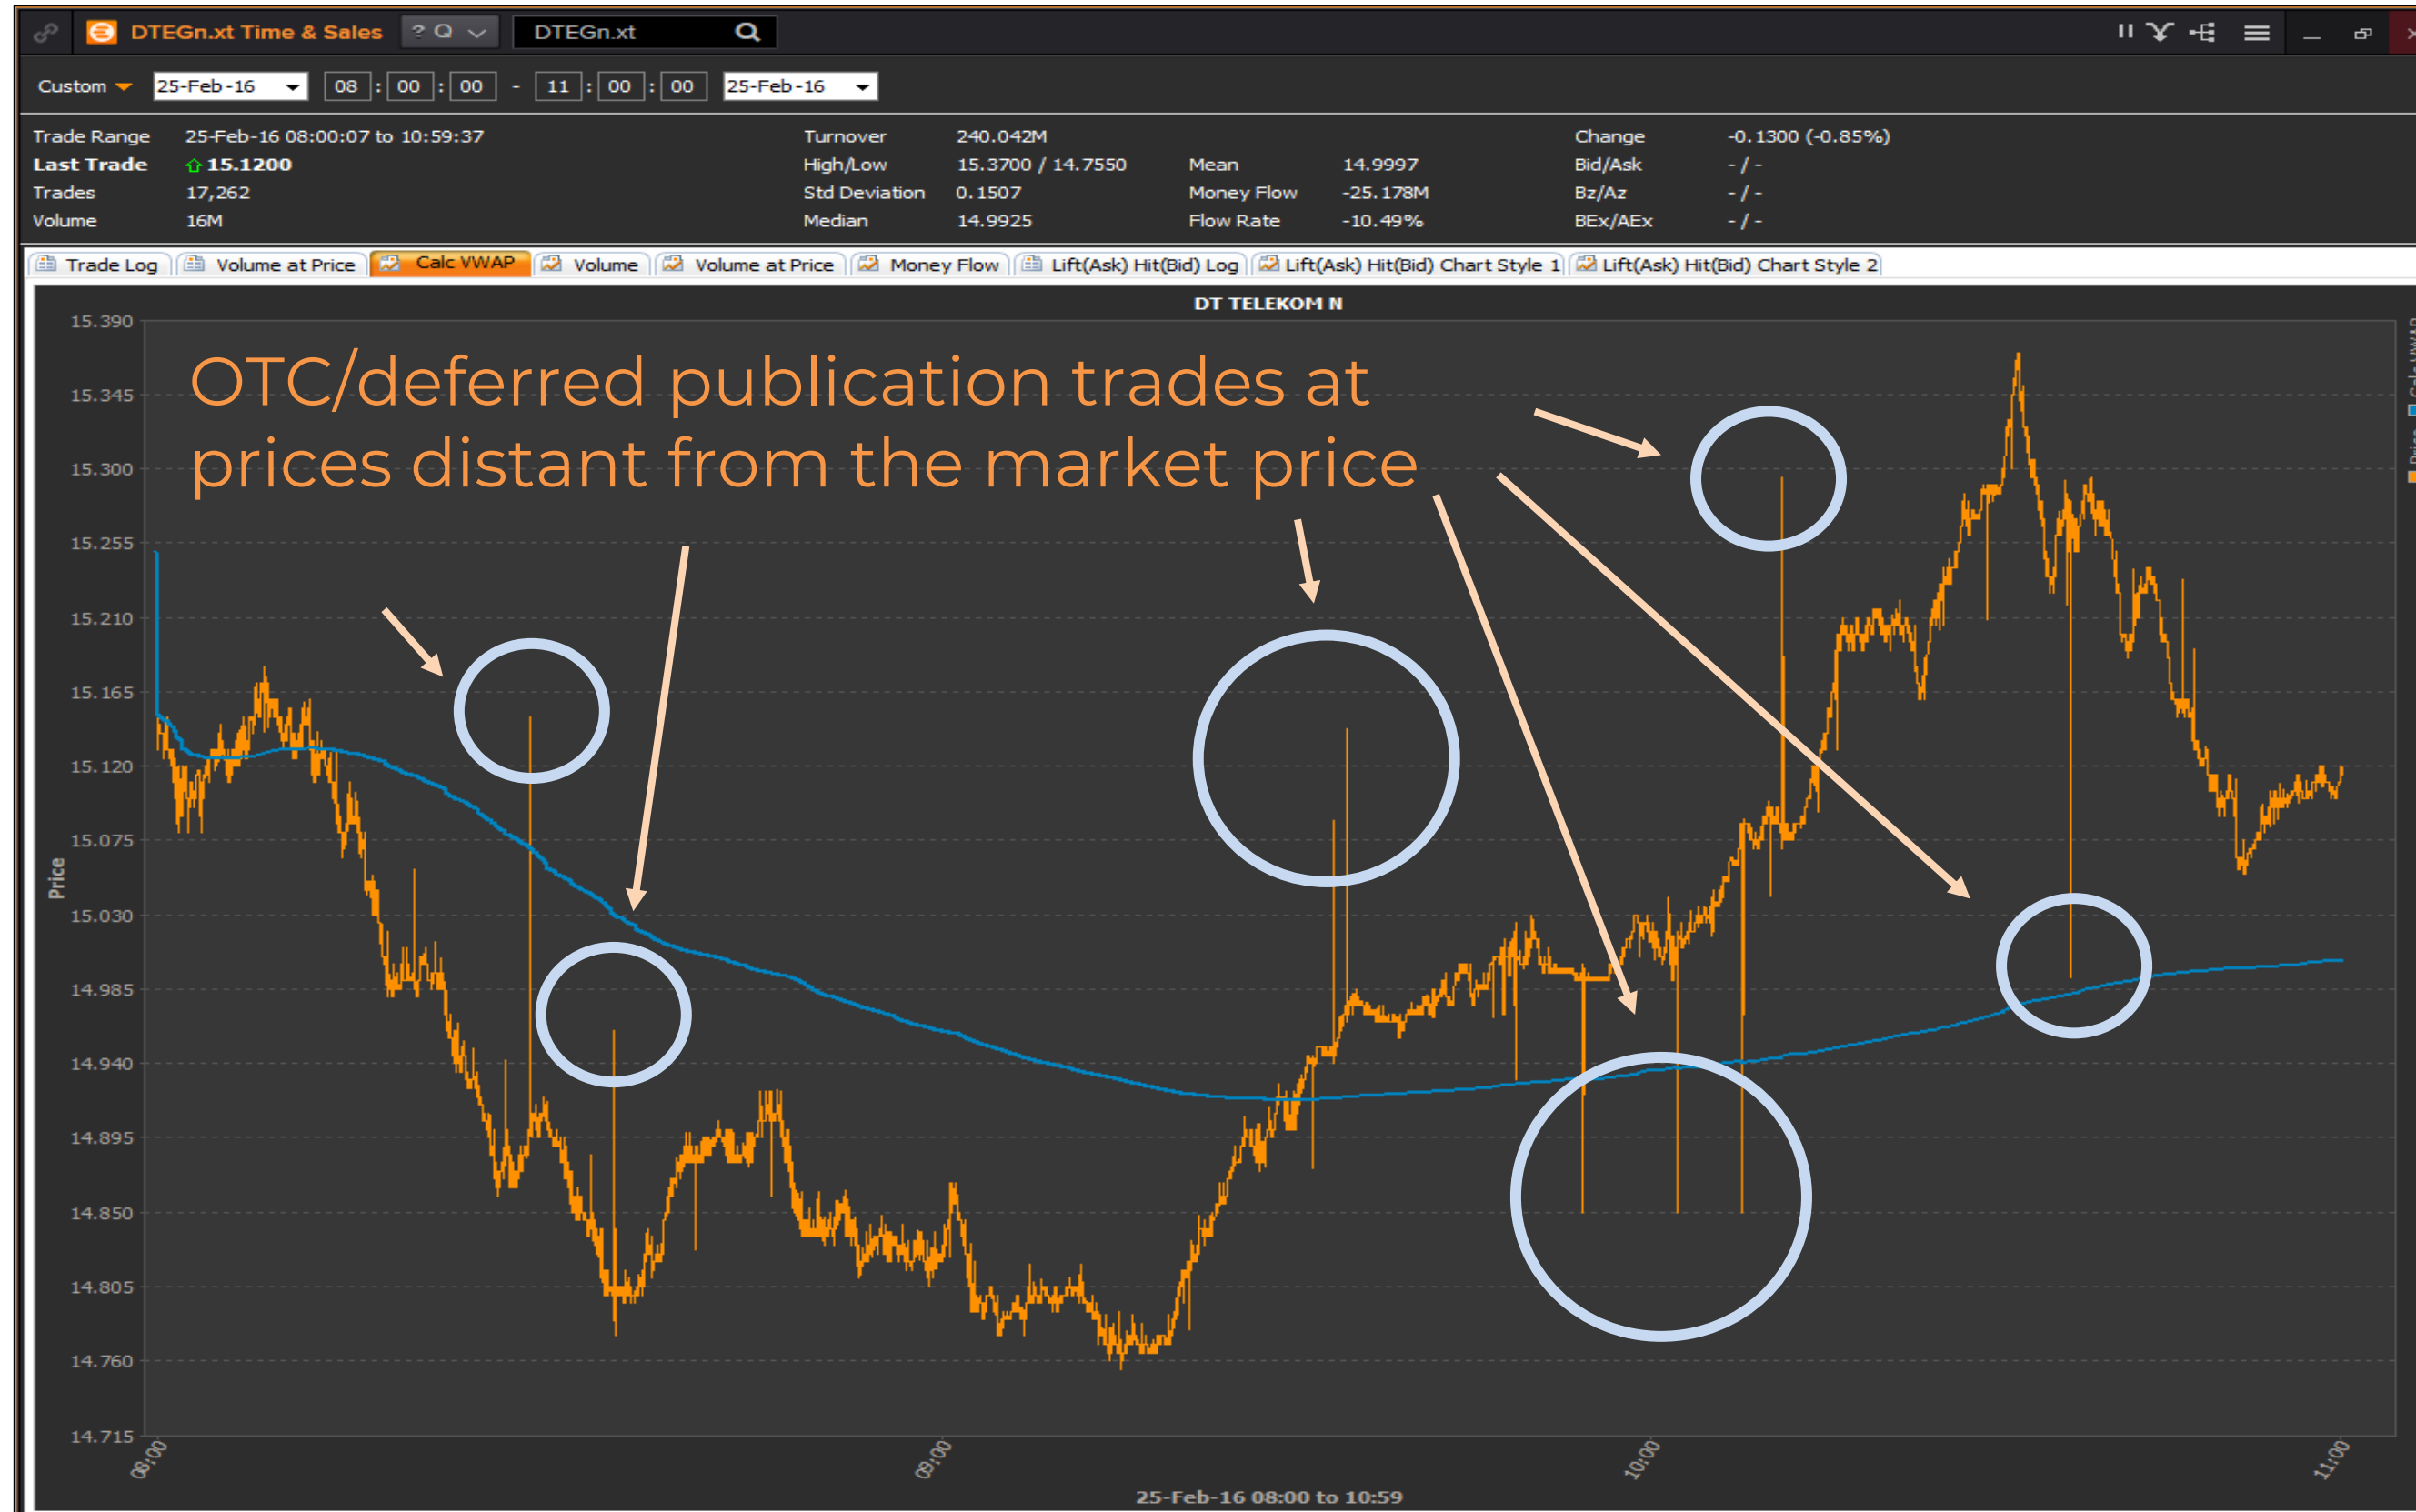 DTEGn.xt Time & Sales ? Q DTEGn.xt
Custom 25-Feb-16 08 : 00 : 00 - 11 : 00 : 00 25-Feb-16
Trade Range 25-Feb-16 08:00:07 to 10:59:37 Turnover 240.042M Change -0.1300 (-0.85%)
Last Trade 15.1200 High/Low 15.3700 / 14.7550 Mean 14.9997 Bid/Ask - / -
Trades 17,262 Std Deviation 0.1507 Money Flow -25.178M Bz/Az - / -
Volume 16M Median 14.9925 Flow Rate -10.49% BEx/AEx - / -
Trade Log Volume at Price Calc VWAP Volume Volume at Price Money Flow Lift(Ask) Hit(Bid) Log Lift(Ask) Hit(Bid) Chart Style 1 Lift(Ask) Hit(Bid) Chart Style 2
DT TELEKOM N
OTC/deferred publication trades at
prices distant from the market price
15.390
15.345
15.300
15.255
15.210
15.165
15.120
15.075
15.030
14.985
14.940
14.895
14.850
14.805
14.760
14.715
Price
08:00
09:00
10:00
11:00
25-Feb-16 08:00 to 10:59
Price
Calc VWAP